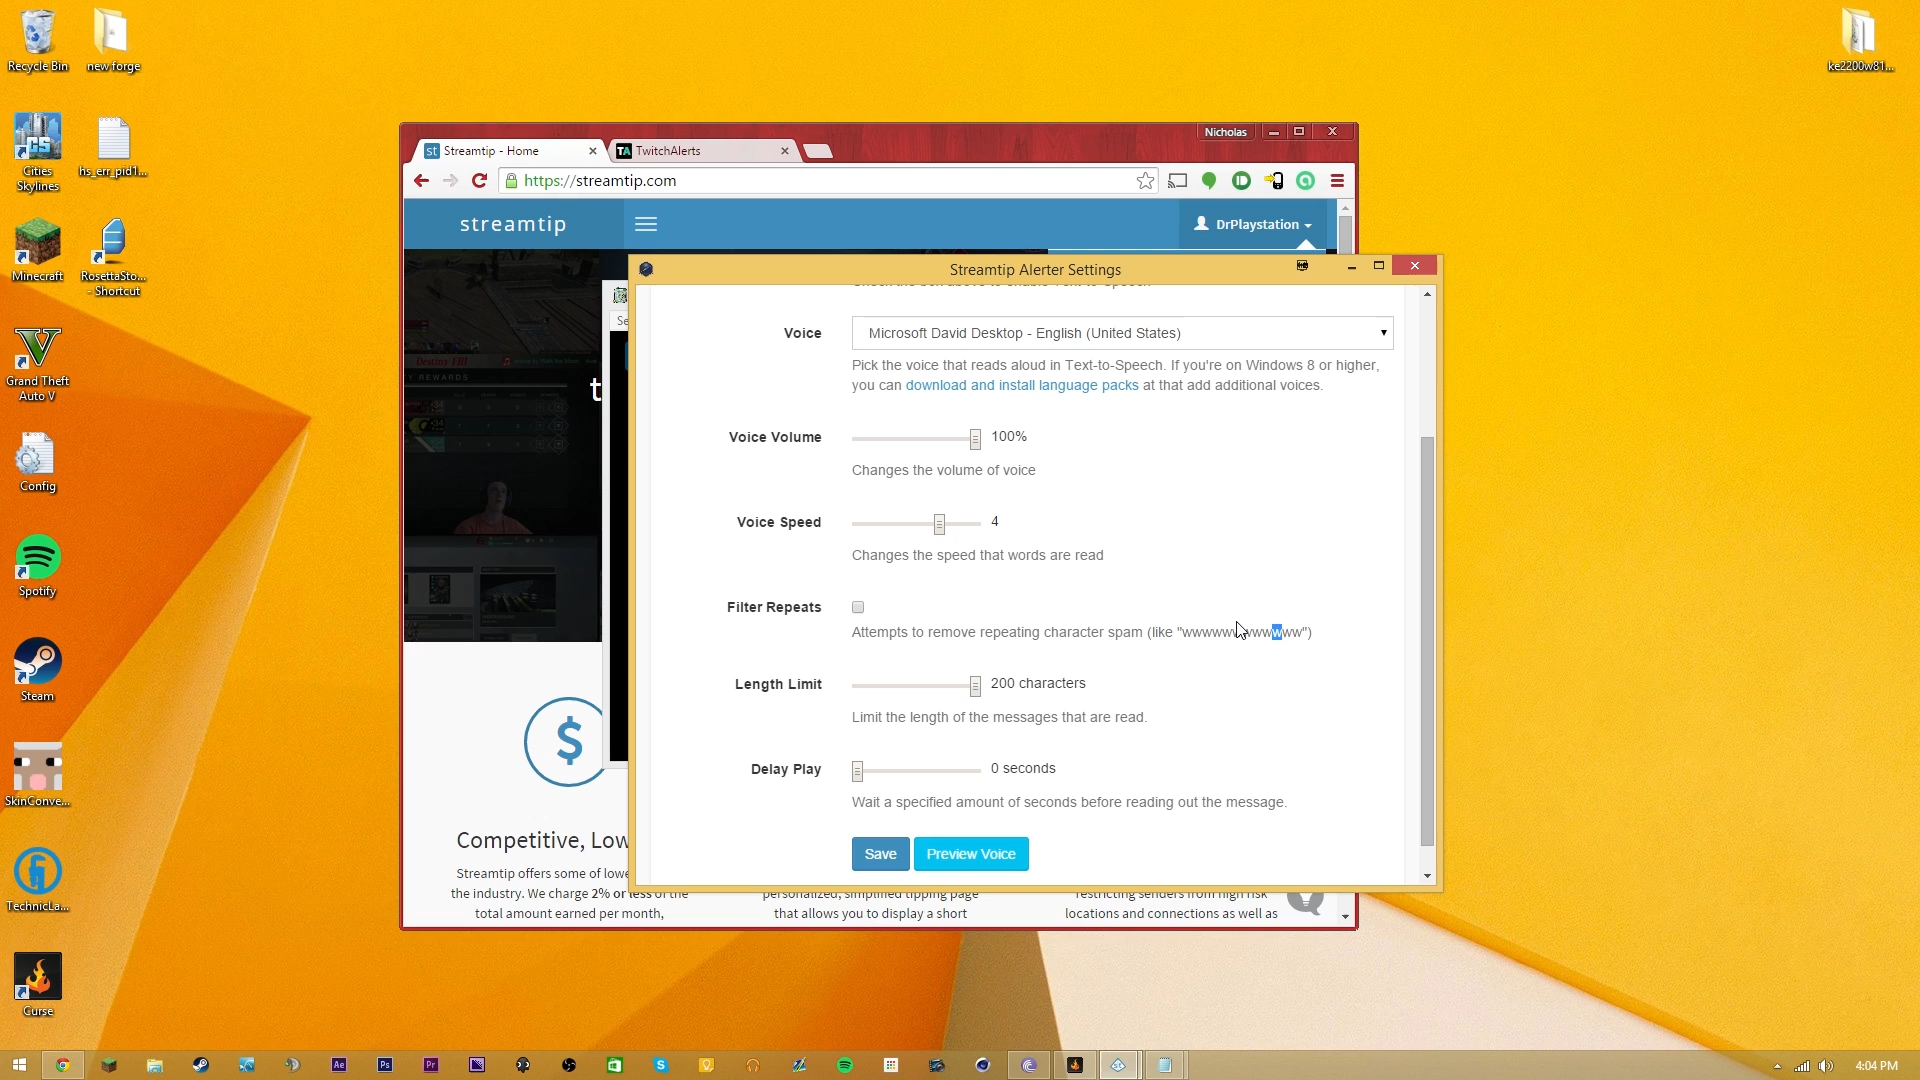 Recycle Bin
new forge
ke2200w81...
Cities Skylines
hs_err_pid1...
Minecraft
RosettaSto... - Shortcut
Grand Theft Auto V
Config
Spotify
Steam
SkinConve...
TechnicLa...
Curse
Nicholas
st Streamtip - Home
TA TwitchAlerts
https://streamtip.com
streamtip
DrPlaystation
Streamtip Alerter Settings
Voice
Microsoft David Desktop - English (United States)
Pick the voice that reads aloud in Text-to-Speech. If you're on Windows 8 or higher,
you can download and install language packs at that add additional voices.
Voice Volume
100%
Changes the volume of voice
Voice Speed
4
Changes the speed that words are read
Filter Repeats
Attempts to remove repeating character spam (like
Length Limit
200 characters
Limit the length of the messages that are read.
Delay Play
0 seconds
Wait a specified amount of seconds before reading out the message.
Save
Preview Voice
Competitive, Low
Streamtip offers some of lowe
the industry. We charge 2% or less of the
total amount earned per month,
personalized, simplified tipping page
that allows you to display a short
restricting senders from high risk
locations and connections as well as
Ae
Ps
Pr
4:04 PM